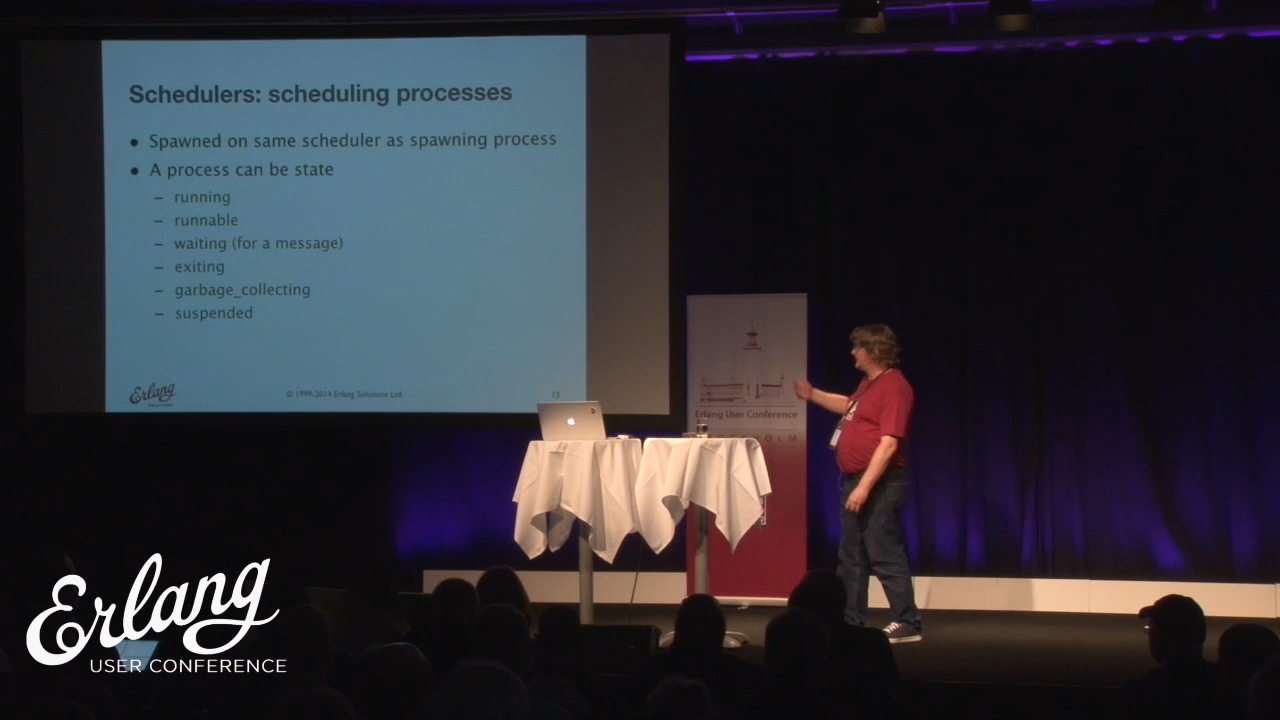 Schedulers: scheduling processes
● Spawned on same scheduler as spawning process
● A process can be state
– running
– runnable
– waiting (for a message)
– exiting
– garbage_collecting
– suspended
Erlang
© 1999-2014 Erlang Solutions Ltd.
13
Erlang User Conference
Erlang
USER CONFERENCE